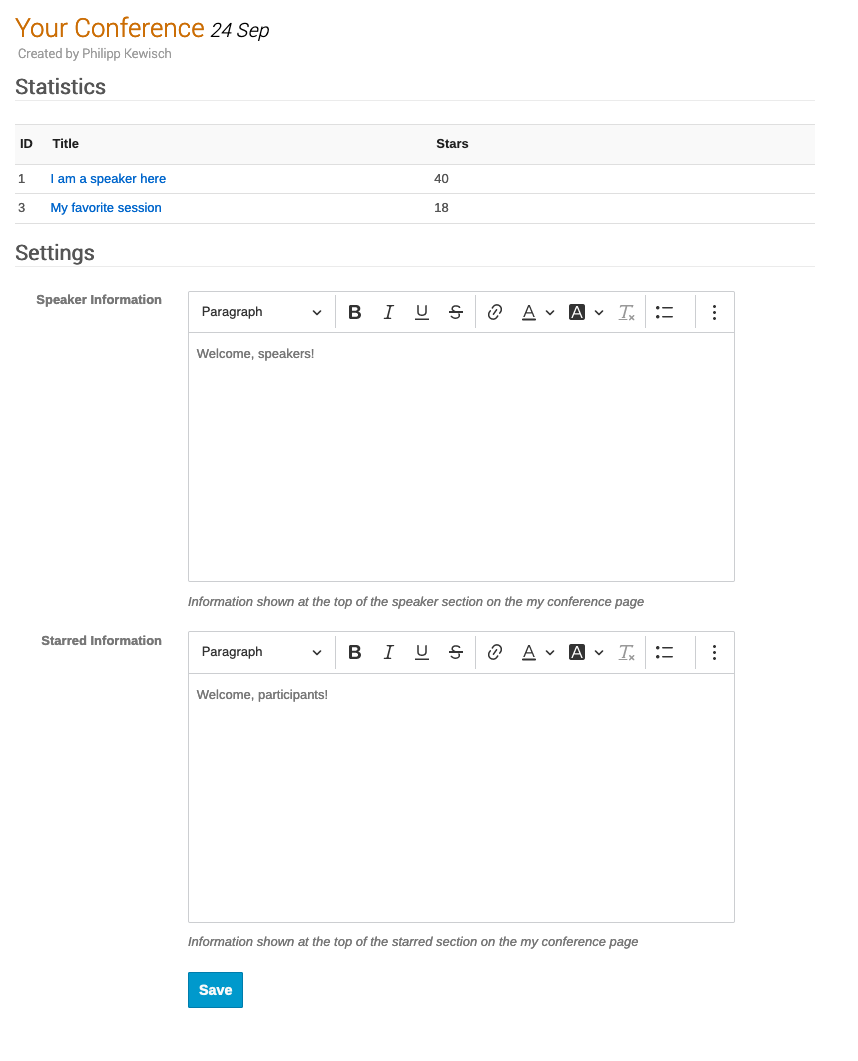 Your Conference 24 Sep
Created by Philipp Kewisch
Statistics
ID Title Stars
1 I am a speaker here 40
3 My favorite session 18
Settings
Speaker Information
Paragraph B I U S A A Tx
Welcome, speakers!
Information shown at the top of the speaker section on the my conference page
Starred Information
Paragraph B I U S A A Tx
Welcome, participants!
Information shown at the top of the starred section on the my conference page
Save